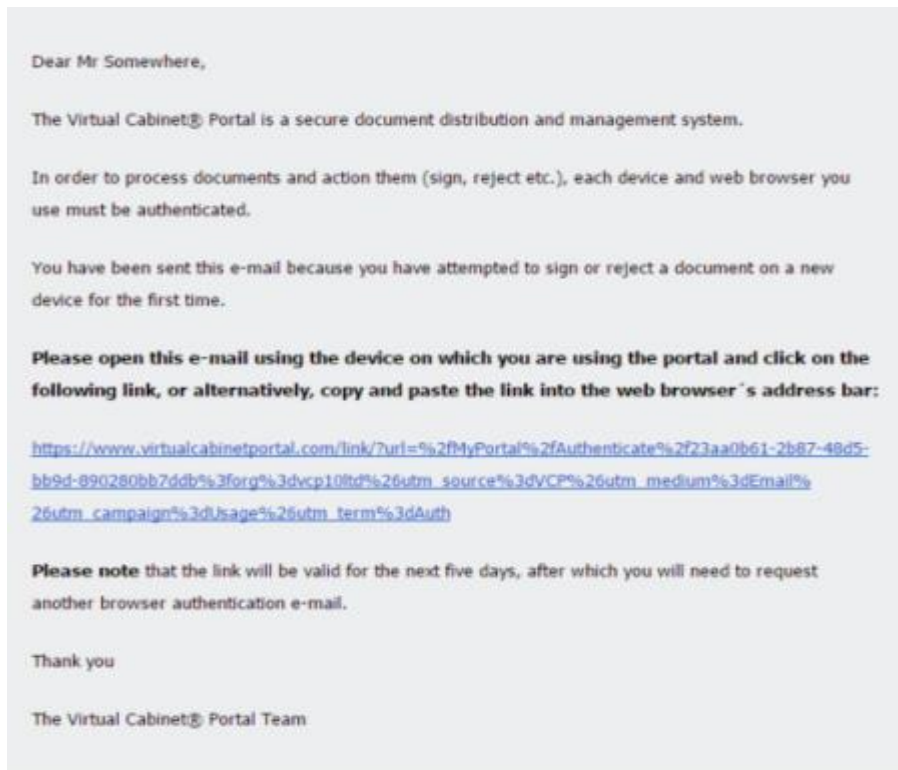 Dear Mr Somewhere,
The Virtual Cabinet® Portal is a secure document distribution and management system.
In order to process documents and action them (sign, reject etc.), each device and web browser you
use must be authenticated.
You have been sent this e-mail because you have attempted to sign or reject a document on a new
device for the first time.
Please open this e-mail using the device on which you are using the portal and click on the
following link, or alternatively, copy and paste the link into the web browser´s address bar:
https://www.virtualcabinetportal.com/link/?url=%2fMyPortal%2fAuthenticate%2f23aa0b61-2b87-48d5-
bb9d-890280bb7ddb%3forg%3dvcp10ltd%26utm_source%3dVCP%26utm_medium%3dEmail%
26utm_campaign%3dUsage%26utm_term%3dAuth
Please note that the link will be valid for the next five days, after which you will need to request
another browser authentication e-mail.
Thank you
The Virtual Cabinet® Portal Team